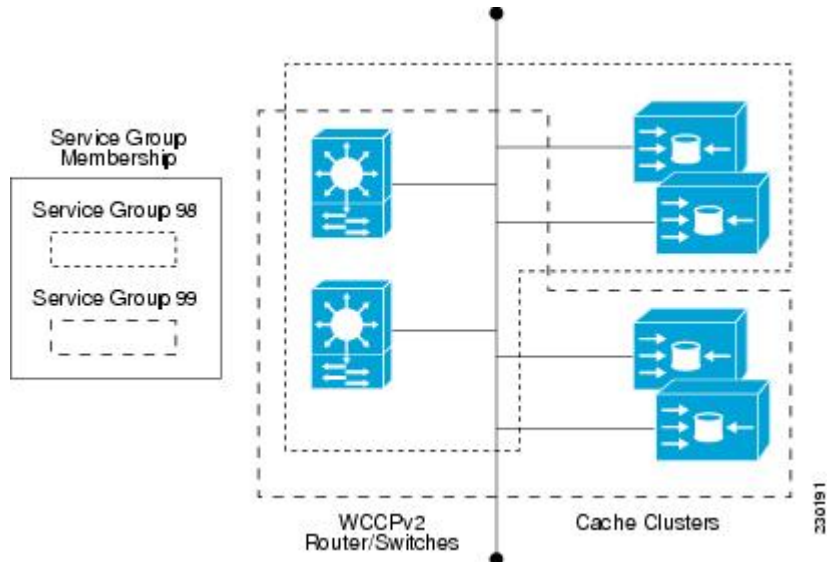 Service Group
Membership
Service Group 98
Service Group 99
WCCPv2
Router/Switches
Cache Clusters
230191